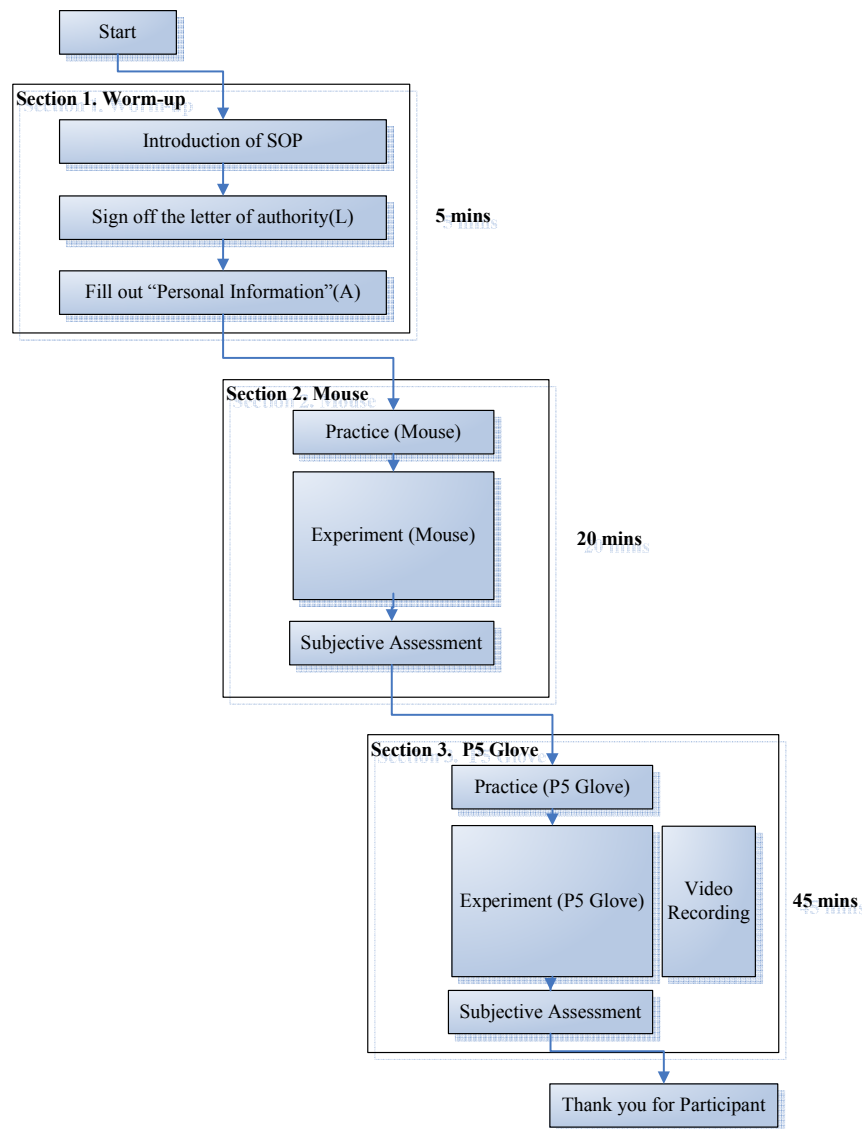 Start
Section 1. Worm-up
Introduction of SOP
Sign off the letter of authority(L)
5 mins
Fill out “Personal Information”(A)
Section 2. Mouse
Practice (Mouse)
Experiment (Mouse)
20 mins
Subjective Assessment
Section 3. P5 Glove
Practice (P5 Glove)
Experiment (P5 Glove)
Video
Recording
45 mins
Subjective Assessment
Thank you for Participant